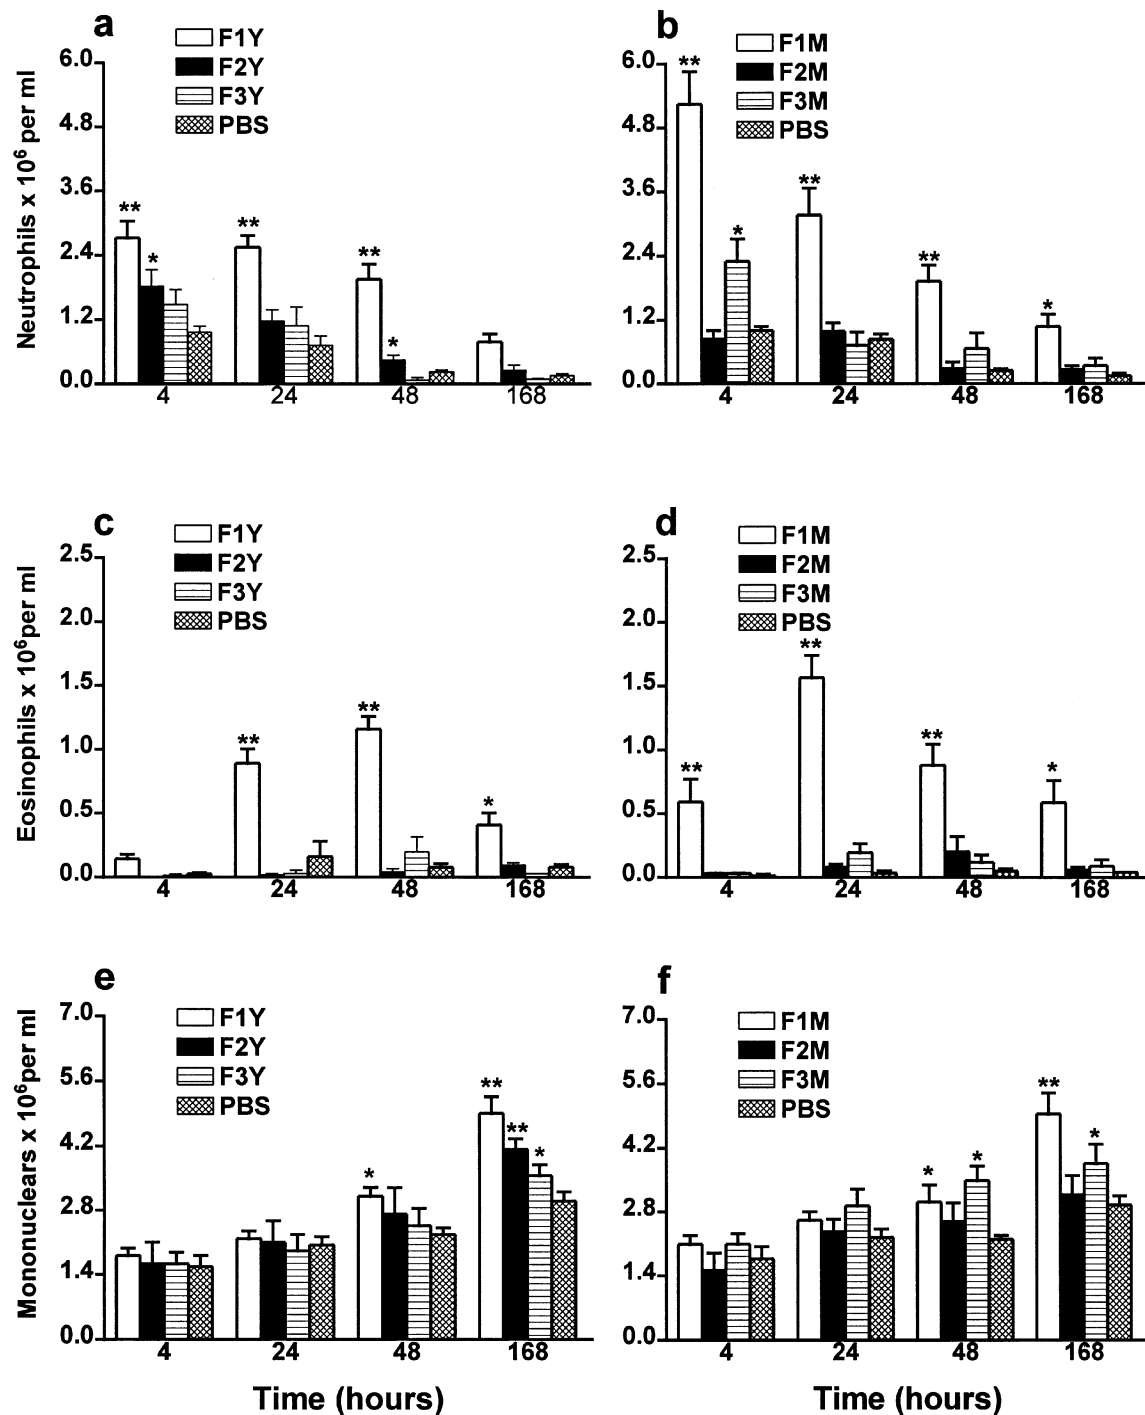 a
F1Y
F2Y
F3Y
PBS
Neutrophils x 10⁶ per ml
6.0
4.8
3.6
2.4
1.2
0.0
** * ** ** *
4 24 48 168
b
F1M
F2M
F3M
PBS
6.0
4.8
3.6
2.4
1.2
0.0
** * ** ** *
4 24 48 168
c
F1Y
F2Y
F3Y
PBS
Eosinophils x 10⁶per ml
2.5
2.0
1.5
1.0
0.5
0.0
** ** *
4 24 48 168
d
F1M
F2M
F3M
PBS
2.5
2.0
1.5
1.0
0.5
0.0
** ** ** *
4 24 48 168
e
F1Y
F2Y
F3Y
PBS
Mononuclears x 10⁶per ml
7.0
5.6
4.2
2.8
1.4
0.0
* ** ** *
4 24 48 168
Time (hours)
f
F1M
F2M
F3M
PBS
7.0
5.6
4.2
2.8
1.4
0.0
* * ** *
4 24 48 168
Time (hours)